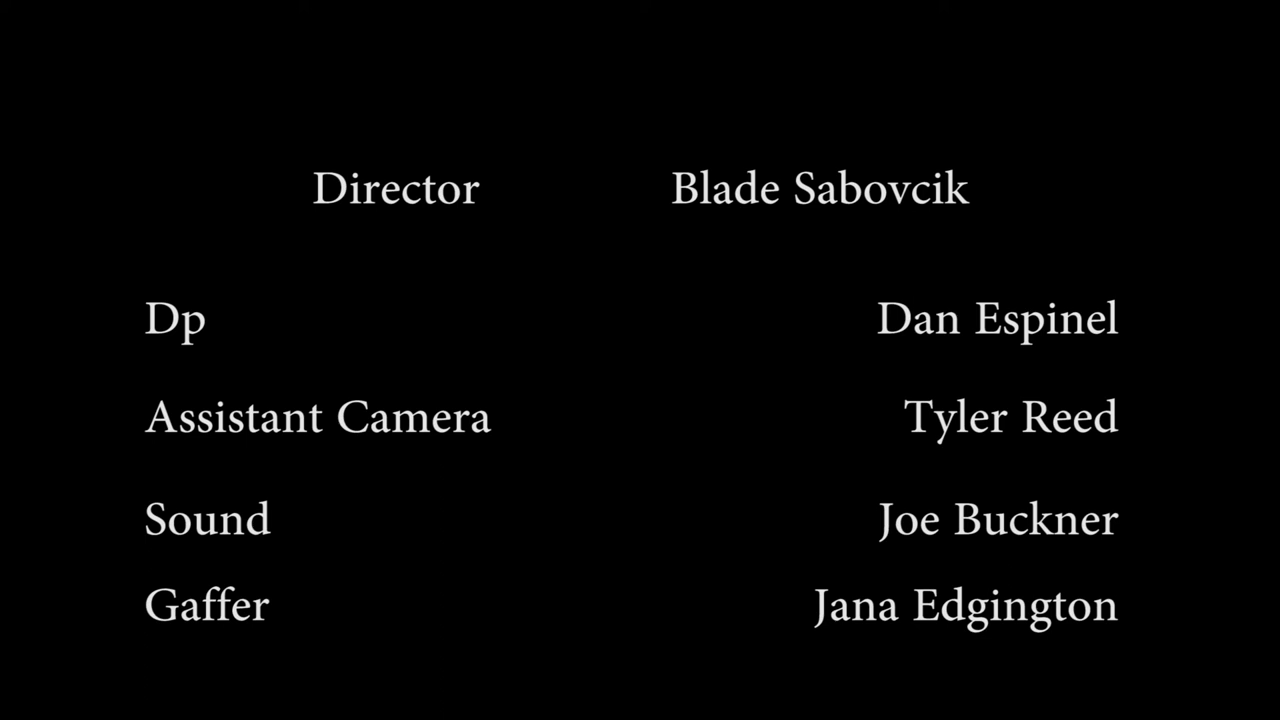 Director Blade Sabovcik
Dp Dan Espinel
Assistant Camera Tyler Reed
Sound Joe Buckner
Gaffer Jana Edgington